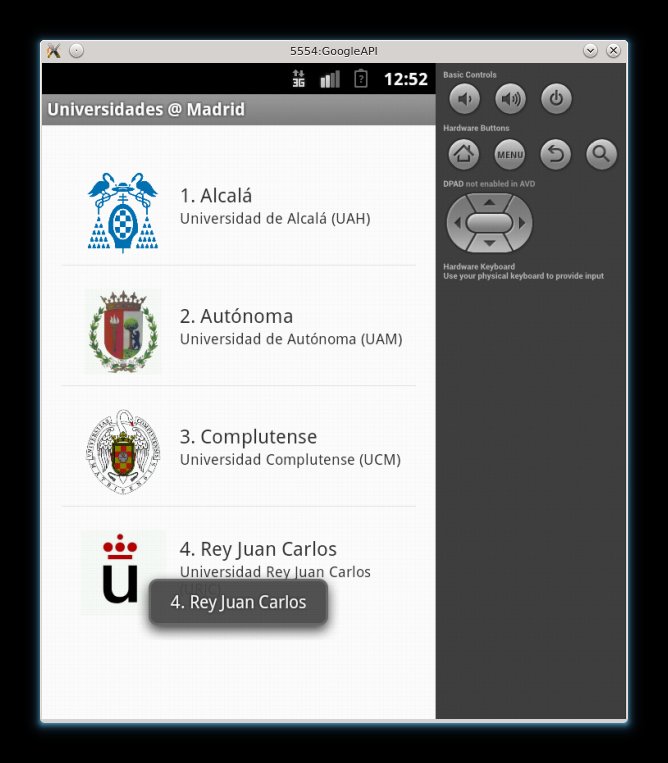 5554:GoogleAPI
3G
?
12:52
Universidades @ Madrid
1. Alcalá
Universidad de Alcalá (UAH)
2. Autónoma
Universidad de Autónoma (UAM)
3. Complutense
Universidad Complutense (UCM)
4. Rey Juan Carlos
Universidad Rey Juan Carlos
u
4. Rey Juan Carlos
Basic Controls
Hardware Buttons
MENU
DPAD not enabled in AVD
Hardware Keyboard
Use your physical keyboard to provide input